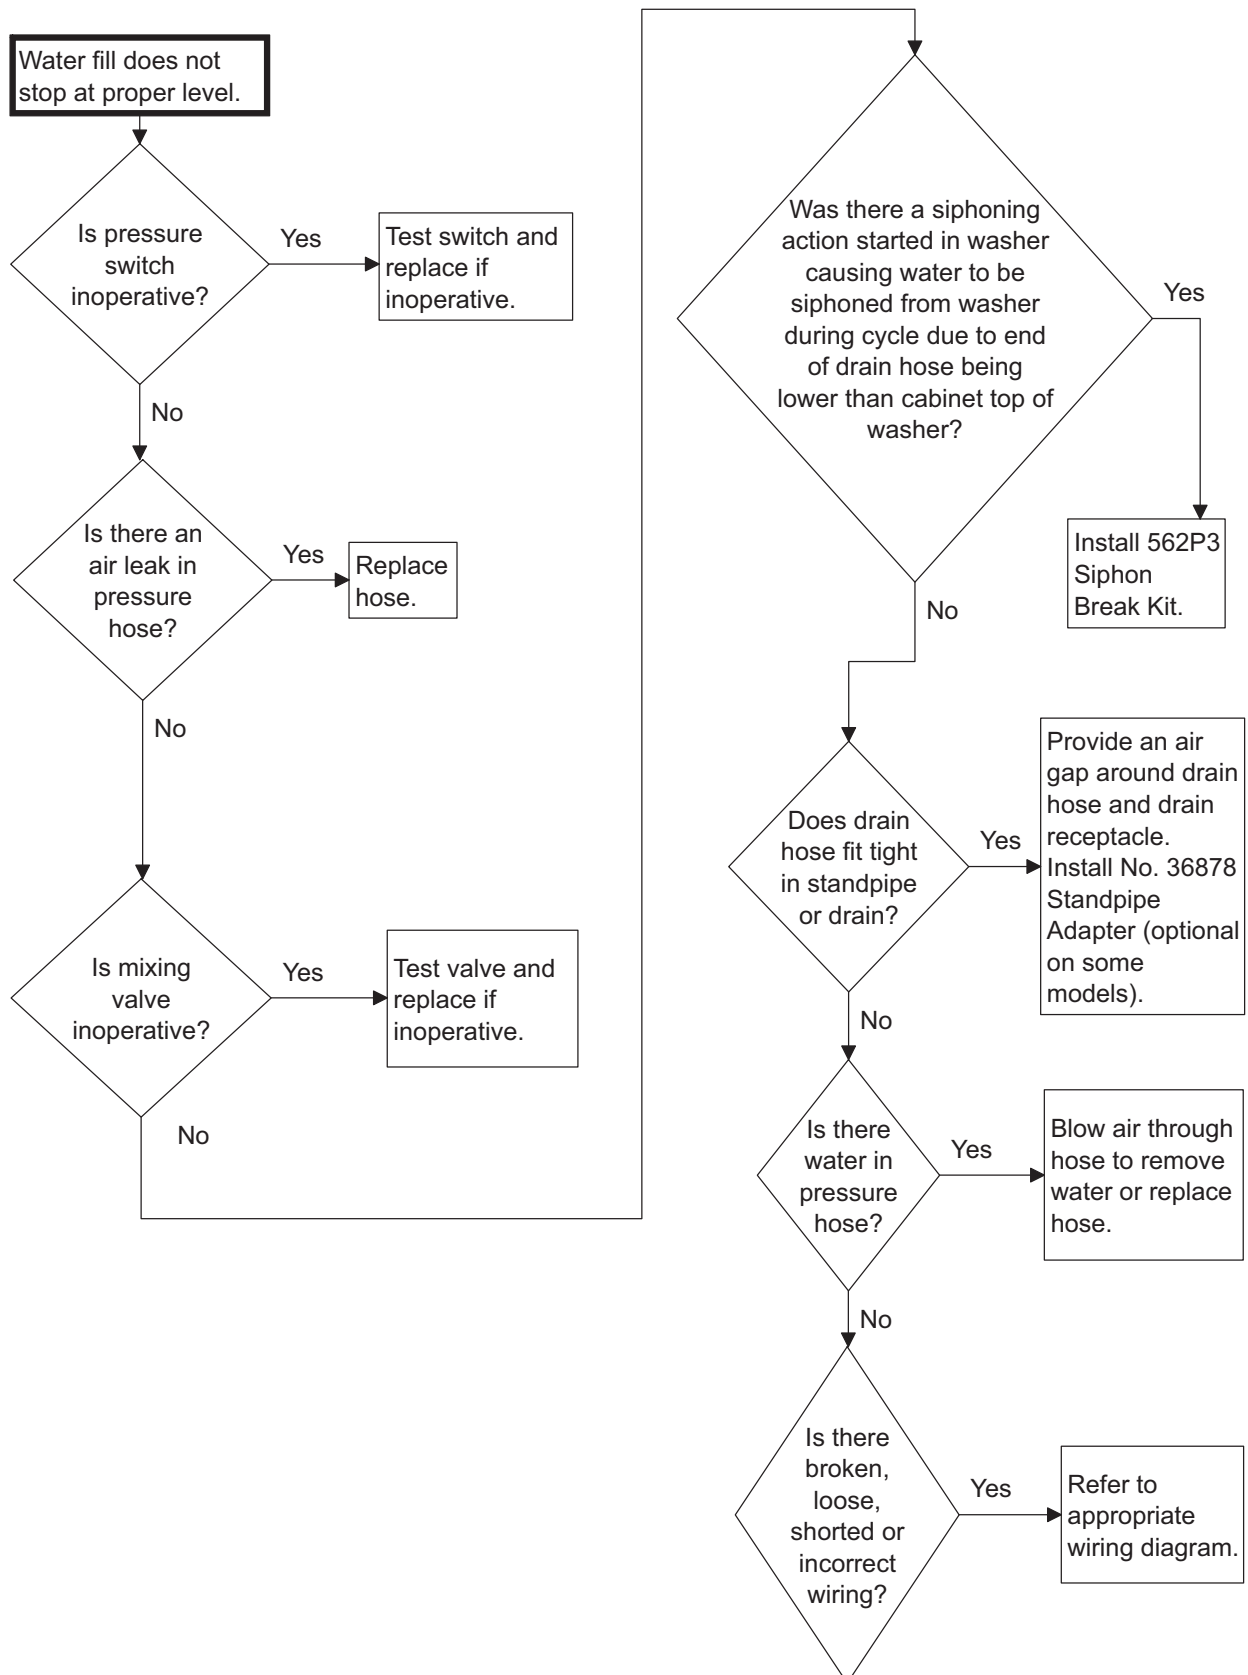 Water fill does not
stop at proper level.
Is pressure
switch
inoperative?
Yes
Test switch and
replace if
inoperative.
No
Is there an
air leak in
pressure
hose?
Yes
Replace
hose.
No
Is mixing
valve
inoperative?
Yes
Test valve and
replace if
inoperative.
No
Was there a siphoning
action started in washer
causing water to be
siphoned from washer
during cycle due to end
of drain hose being
lower than cabinet top of
washer?
Yes
Install 562P3
Siphon
Break Kit.
No
Does drain
hose fit tight
in standpipe
or drain?
Yes
Provide an air
gap around drain
hose and drain
receptacle.
Install No. 36878
Standpipe
Adapter (optional
on some
models).
No
Is there
water in
pressure
hose?
Yes
Blow air through
hose to remove
water or replace
hose.
No
Is there
broken,
loose,
shorted or
incorrect
wiring?
Yes
Refer to
appropriate
wiring diagram.